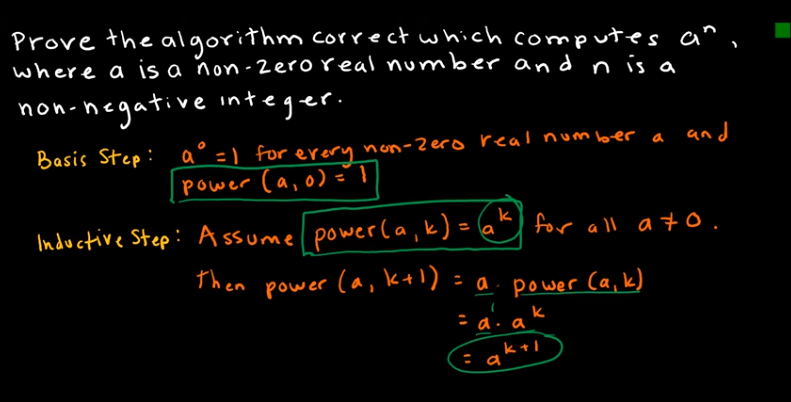 Prove the algorithm correct which computes aⁿ,
where a is a non-zero real number and n is a
non-negative integer.
Basis Step: a⁰ = 1 for every non-zero real number a and
power (a, 0) = 1
Inductive Step: Assume power(a, k) = aᵏ for all a ≠ 0.
then power (a, k+1) = a · power (a, k)
= a¹ · aᵏ
= aᵏ⁺¹